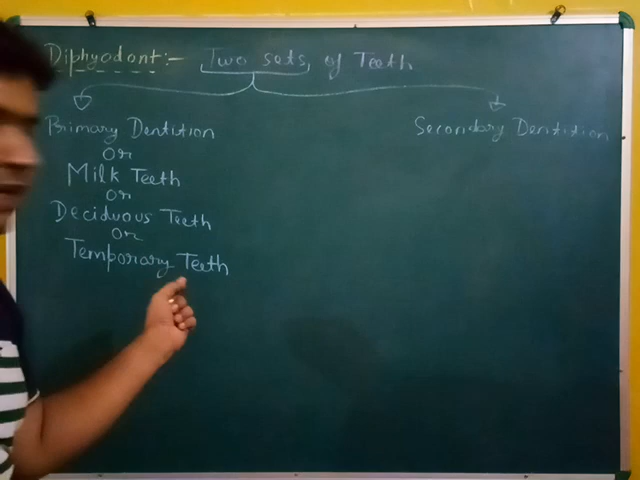 Diphyodont:- Two sets of Teeth
Primary Dentition
Or
Milk Teeth
Or
Deciduous Teeth
Or
Temporary Teeth
Secondary Dentition